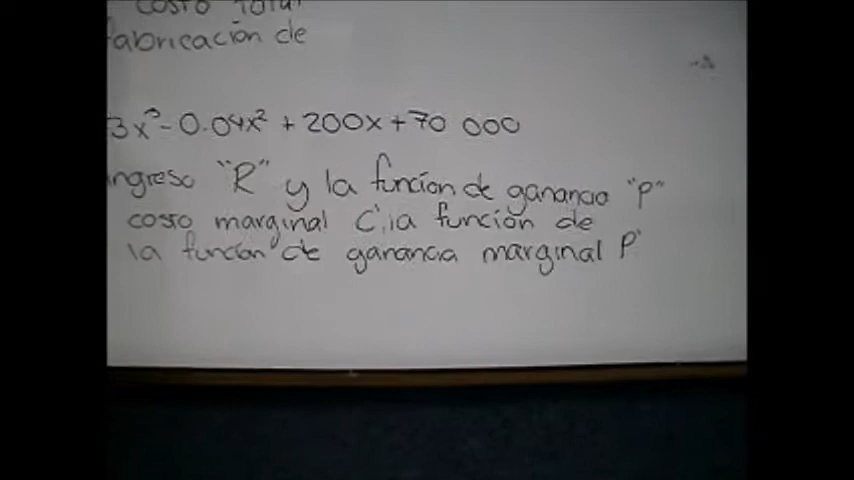 costo total
fabricación de
3x³ - 0.04x² + 200x + 70 000
ingreso "R" y la función de ganancia "P"
costo marginal C', la función de
la función de ganancia marginal P'